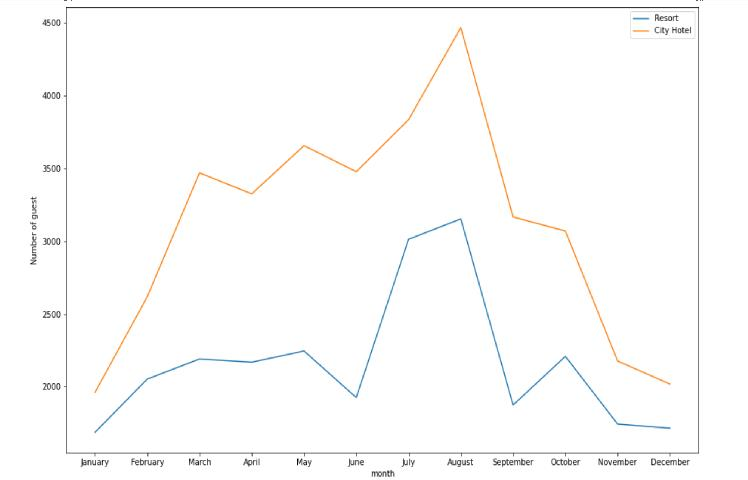 Resort
City Hotel
4500
4000
3500
3000
2500
2000
Number of guest
January February March April May June July August September October November December
month